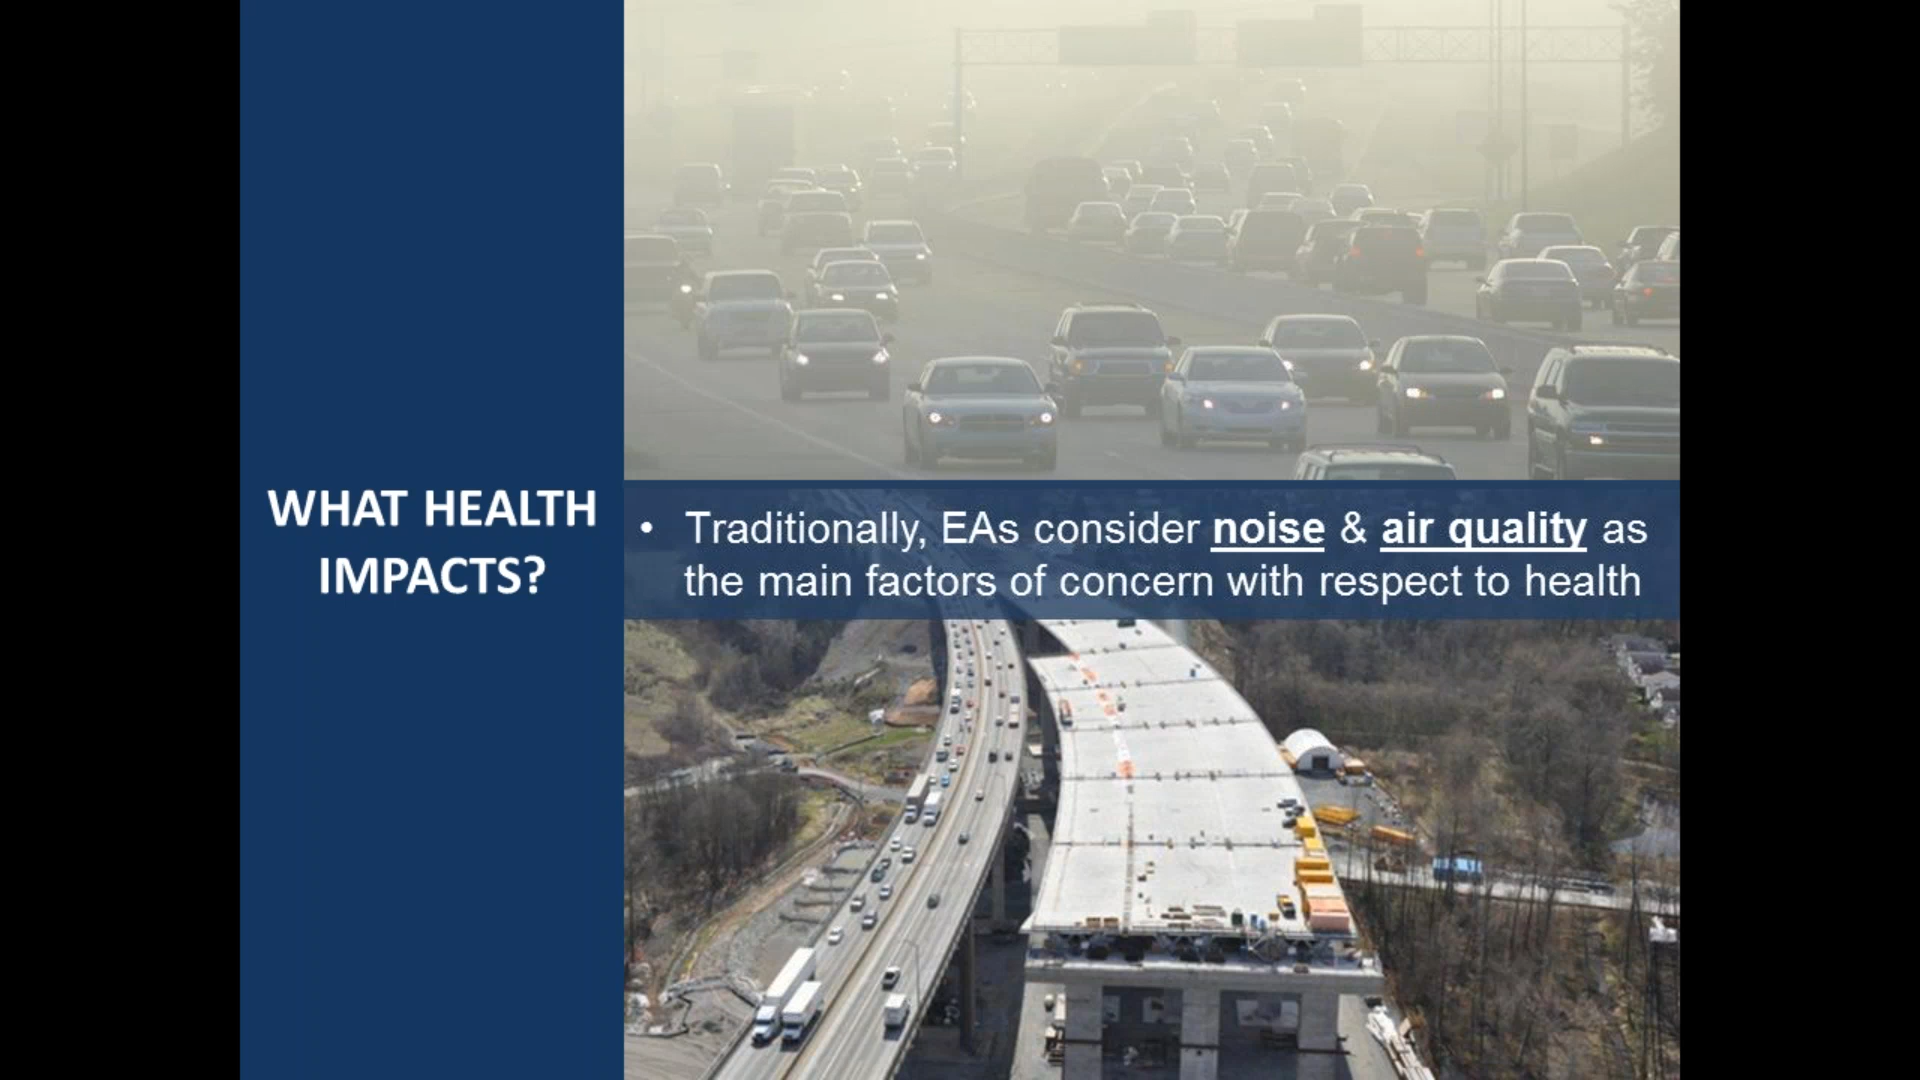 WHAT HEALTH
IMPACTS?
• Traditionally, EAs consider noise & air quality as
the main factors of concern with respect to health